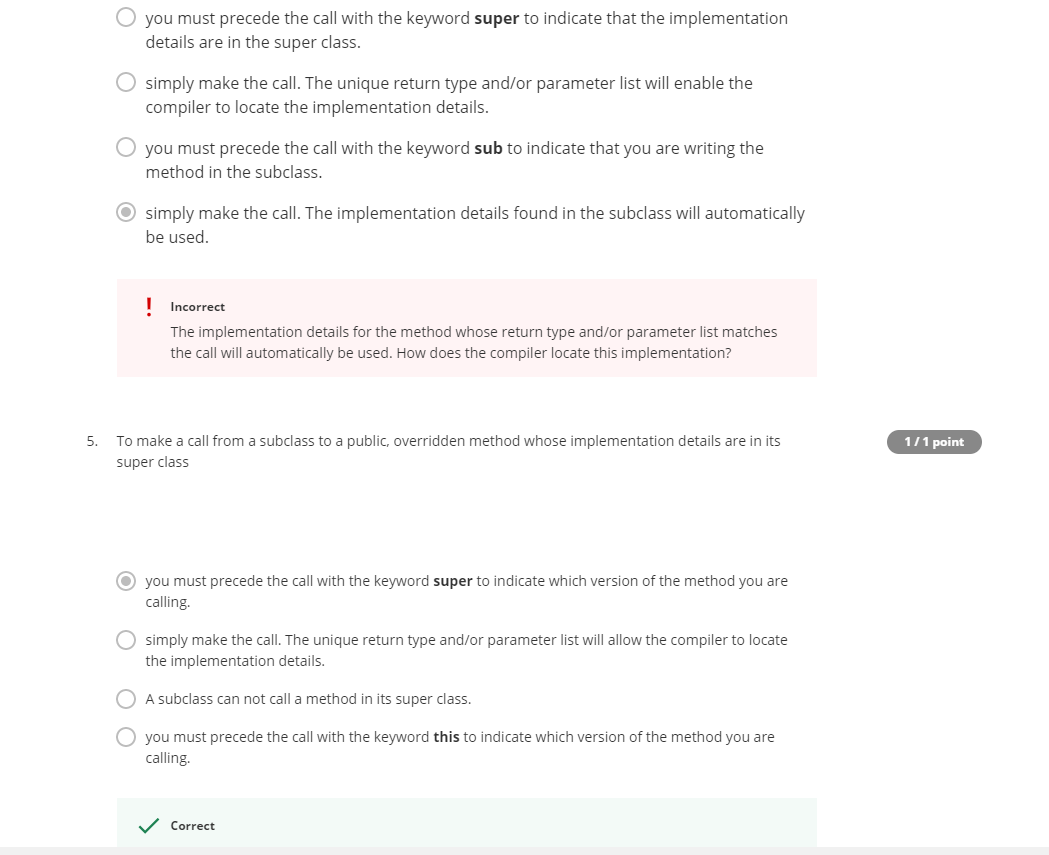 you must precede the call with the keyword super to indicate that the implementation
details are in the super class.
simply make the call. The unique return type and/or parameter list will enable the
compiler to locate the implementation details.
you must precede the call with the keyword sub to indicate that you are writing the
method in the subclass.
simply make the call. The implementation details found in the subclass will automatically
be used.
! Incorrect
The implementation details for the method whose return type and/or parameter list matches
the call will automatically be used. How does the compiler locate this implementation?
5. To make a call from a subclass to a public, overridden method whose implementation details are in its
super class
1 / 1 point
you must precede the call with the keyword super to indicate which version of the method you are
calling.
simply make the call. The unique return type and/or parameter list will allow the compiler to locate
the implementation details.
A subclass can not call a method in its super class.
you must precede the call with the keyword this to indicate which version of the method you are
calling.
Correct